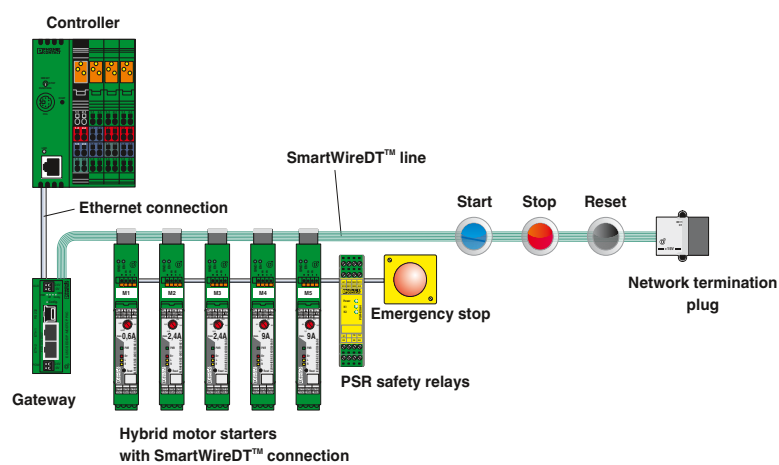 Controller
SmartWireDT™ line
Start
Stop
Reset
Ethernet connection
M1
M2
M3
M4
M5
0,6A
2,4A
2,4A
9A
9A
Emergency stop
Network termination
plug
Gateway
PSR safety relays
Hybrid motor starters
with SmartWireDT™ connection